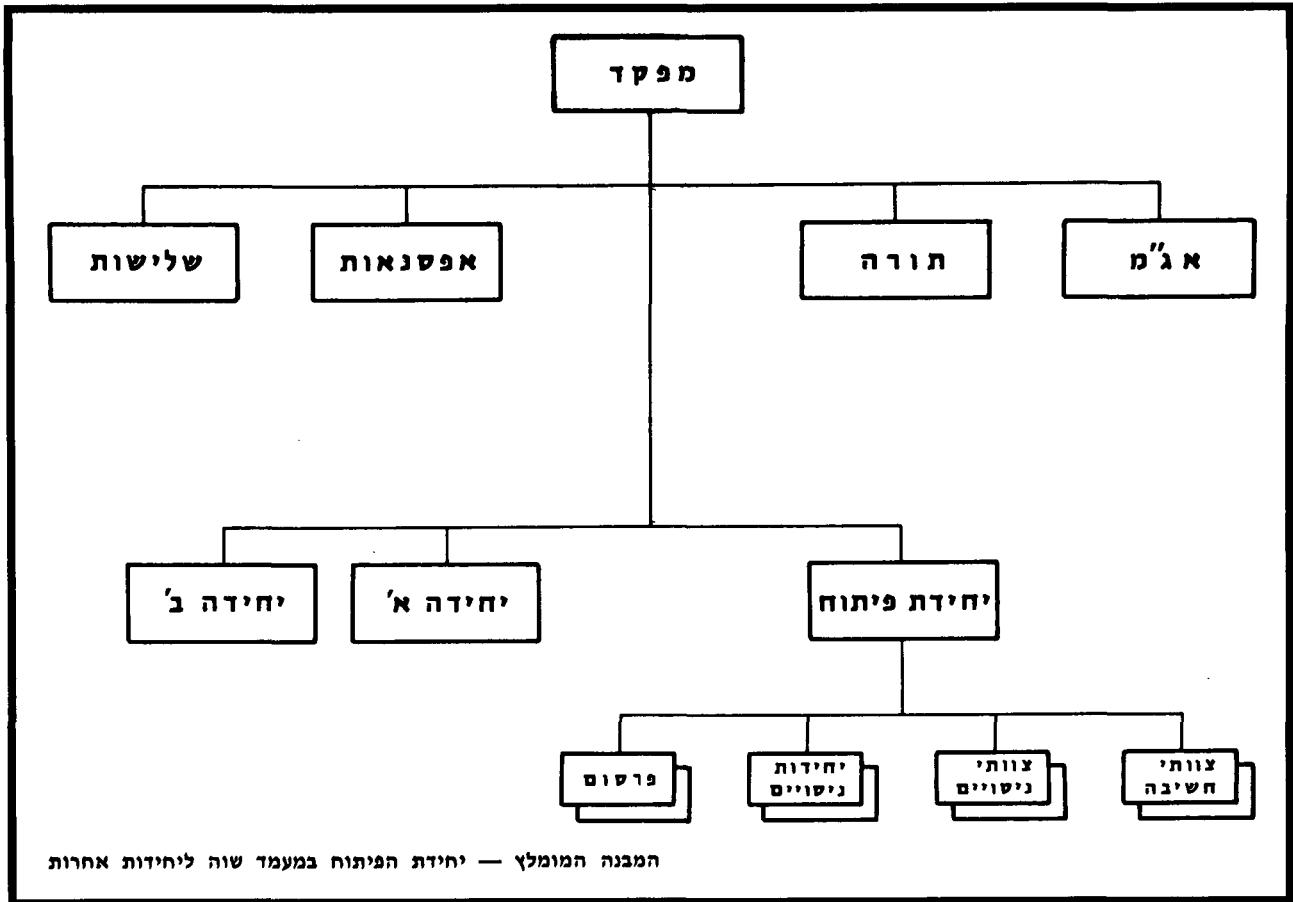 מפקד
אג"מ
תורה
אפסנאות
שלישות
יחידת פיתוח
יחידה א'
יחידה ב'
צוותי
חשיבה
צוותי
ניסויים
יחידות
ניסויים
פרסום
המבנה המומלץ — יחידת הפיתוח במעמד שוה ליחידות אחרות